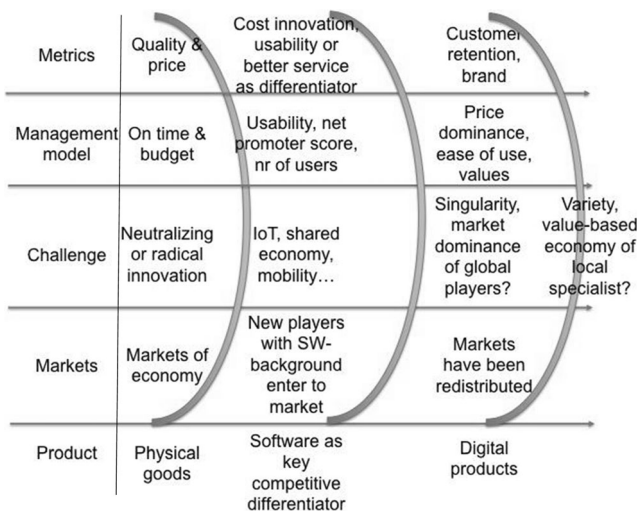 Metrics
Quality &
price
Cost innovation,
usability or
better service
as differentiator
Customer
retention,
brand
Management
model
On time &
budget
Usability, net
promoter score,
nr of users
Price
dominance,
ease of use,
values
Challenge
Neutralizing
or radical
innovation
IoT, shared
economy,
mobility…
Singularity,
market
dominance
of global
players?
Variety,
value-based
economy of
local
specialist?
Markets
Markets of
economy
New players
with SW-
background
enter to
market
Markets
have been
redistributed
Product
Physical
goods
Software as
key
competitive
differentiator
Digital
products